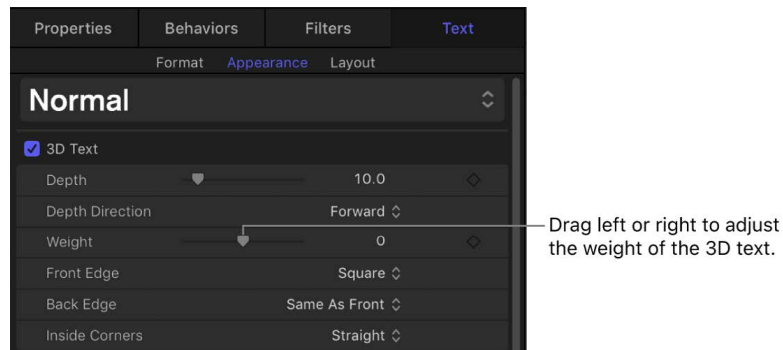 Properties Behaviors Filters Text
Format Appearance Layout
Normal
3D Text
Depth 10.0
Depth Direction Forward
Weight 0
Front Edge Square
Back Edge Same As Front
Inside Corners Straight
Drag left or right to adjust
the weight of the 3D text.